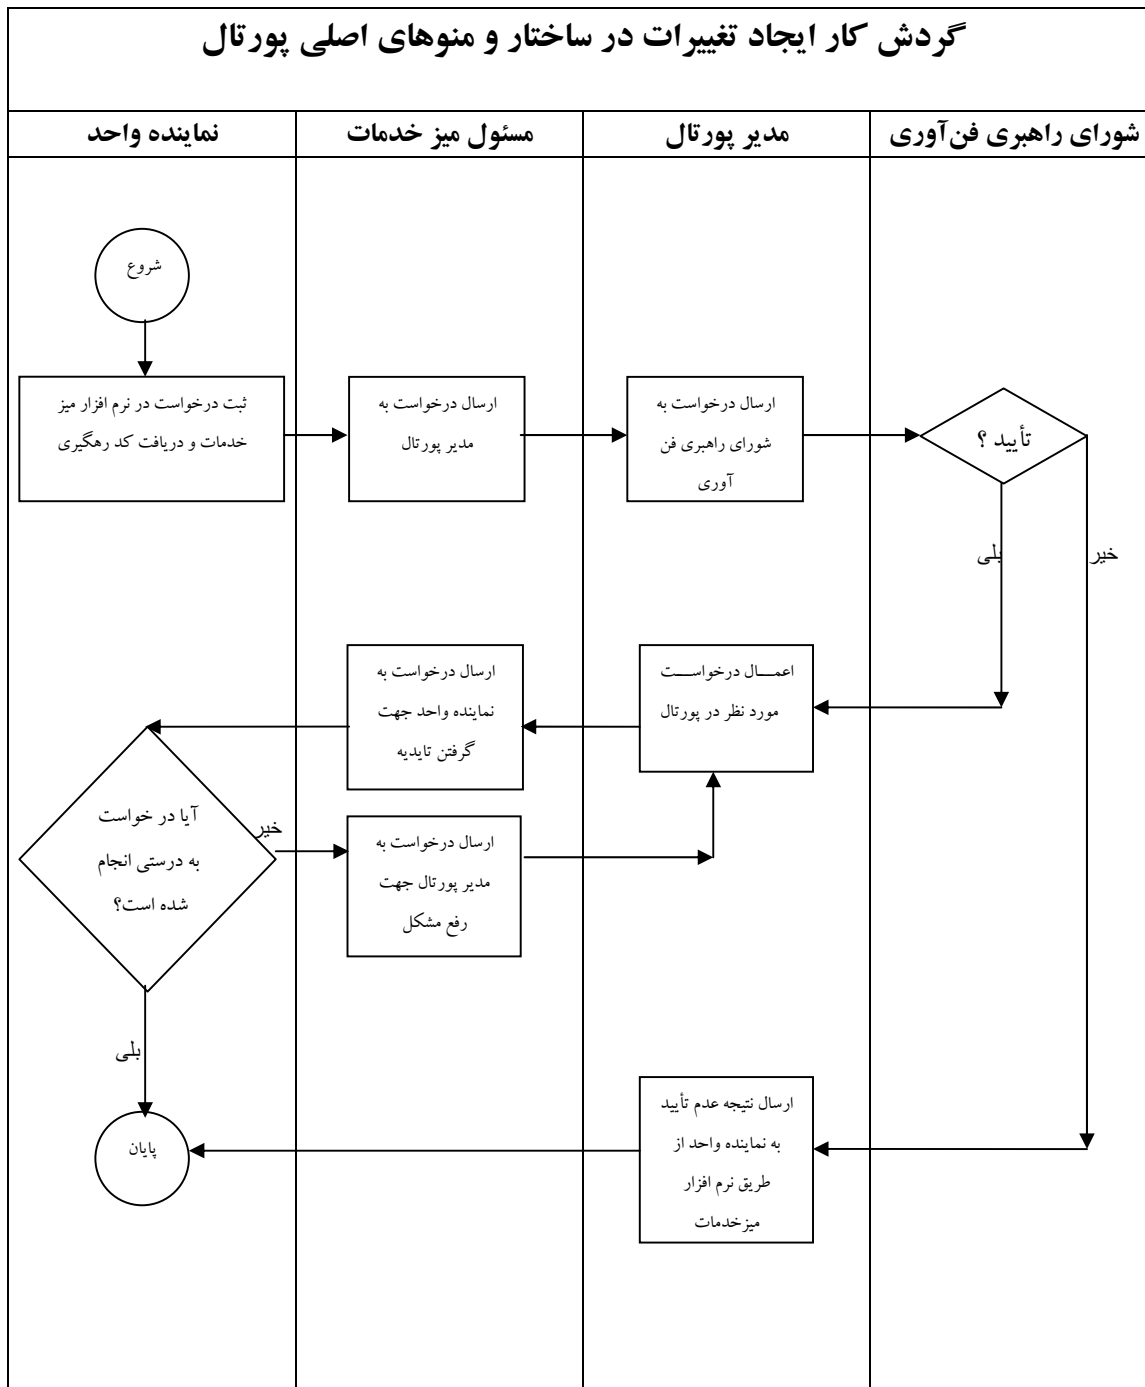 گردش کار ایجاد تغییرات در ساختار و منوهای اصلی پورتال
نماینده واحد
مسئول میز خدمات
مدیر پورتال
شورای راهبری فن‌آوری
شروع
ثبت درخواست در نرم افزار میز
خدمات و دریافت کد رهگیری
ارسال درخواست به
مدیر پورتال
ارسال درخواست به
شورای راهبری فن
آوری
تأیید ؟
بلی
خیر
اعمـــال درخواســـت
مورد نظر در پورتال
ارسال درخواست به
نماینده واحد جهت
گرفتن تایدیه
آیا در خواست
به درستی انجام
شده است؟
خیر
ارسال درخواست به
مدیر پورتال جهت
رفع مشکل
بلی
ارسال نتیجه عدم تأیید
به نماینده واحد از
طریق نرم افزار
میزخدمات
پایان